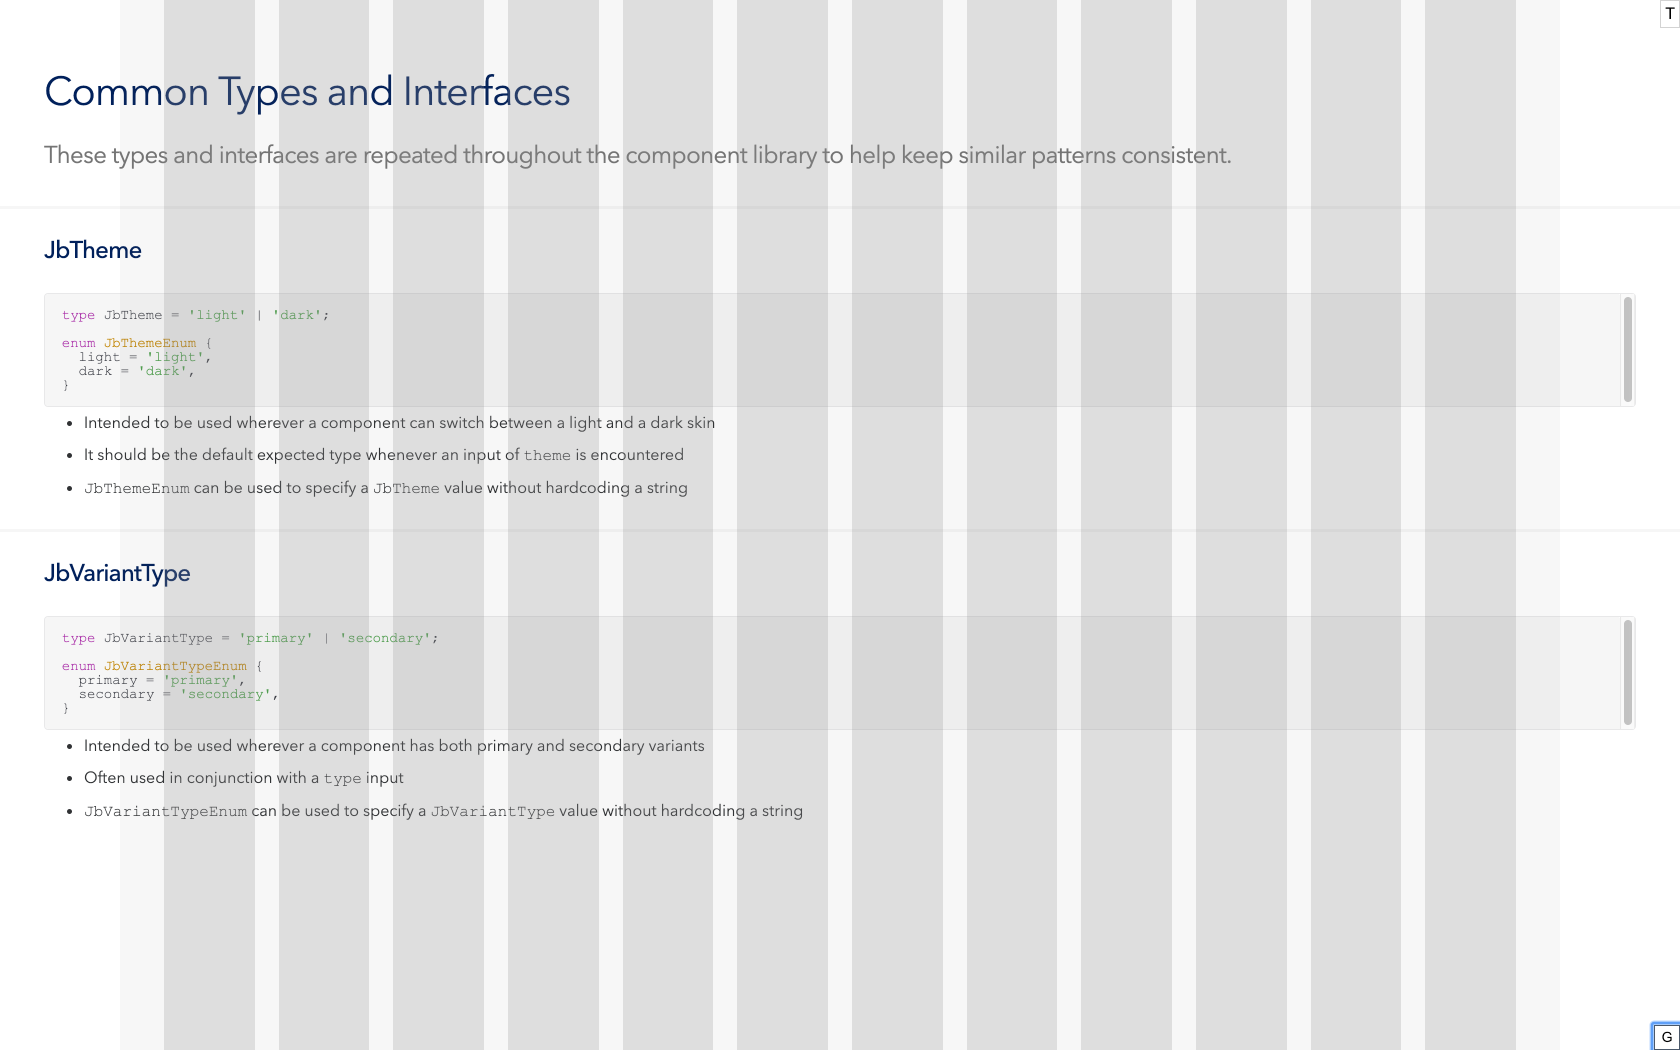 T
Common Types and Interfaces
These types and interfaces are repeated throughout the component library to help keep similar patterns consistent.
JbTheme
type JbTheme = 'light' | 'dark';
enum JbThemeEnum {
  light = 'light',
  dark = 'dark',
}
• Intended to be used wherever a component can switch between a light and a dark skin
• It should be the default expected type whenever an input of theme is encountered
• JbThemeEnum can be used to specify a JbTheme value without hardcoding a string
JbVariantType
type JbVariantType = 'primary' | 'secondary';
enum JbVariantTypeEnum {
  primary = 'primary',
  secondary = 'secondary',
}
• Intended to be used wherever a component has both primary and secondary variants
• Often used in conjunction with a type input
• JbVariantTypeEnum can be used to specify a JbVariantType value without hardcoding a string
G